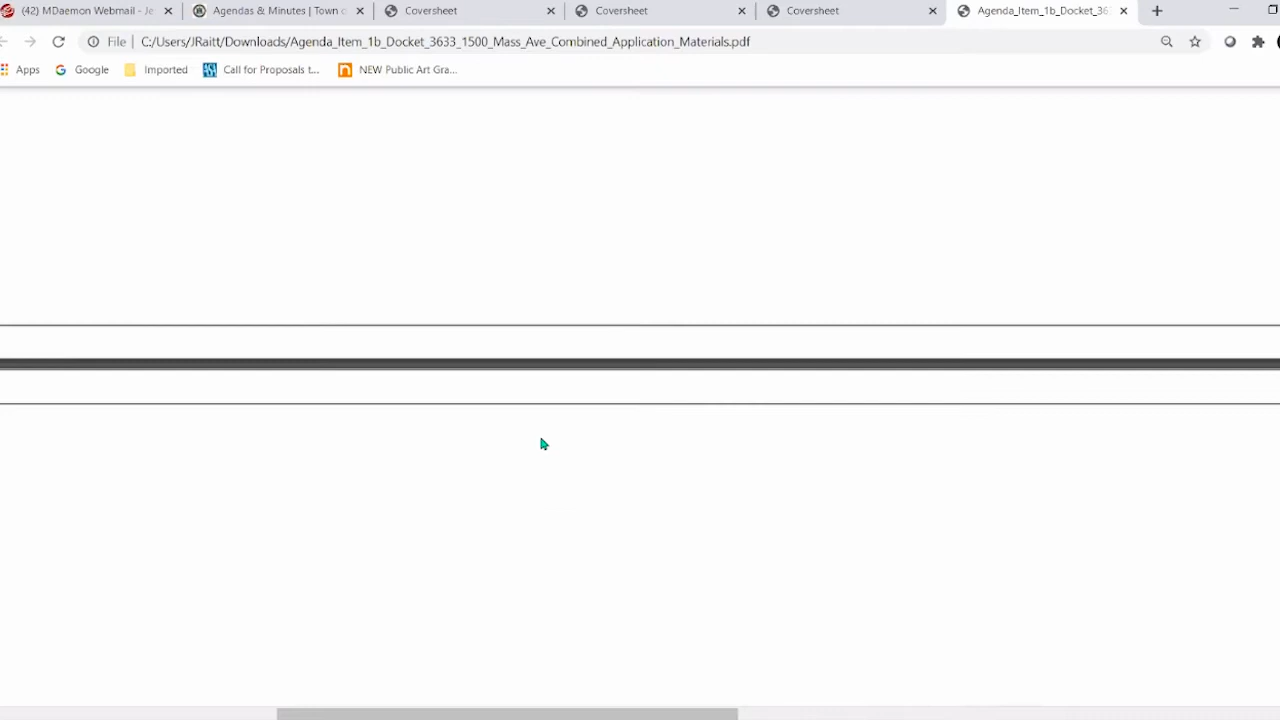 (42) MDaemon Webmail - Je
Agendas & Minutes | Town o
Coversheet
Coversheet
Coversheet
Agenda_Item_1b_Docket_363
File | C:/Users/JRaitt/Downloads/Agenda_Item_1b_Docket_3633_1500_Mass_Ave_Combined_Application_Materials.pdf
Apps
Google
Imported
Call for Proposals t...
NEW Public Art Gra...